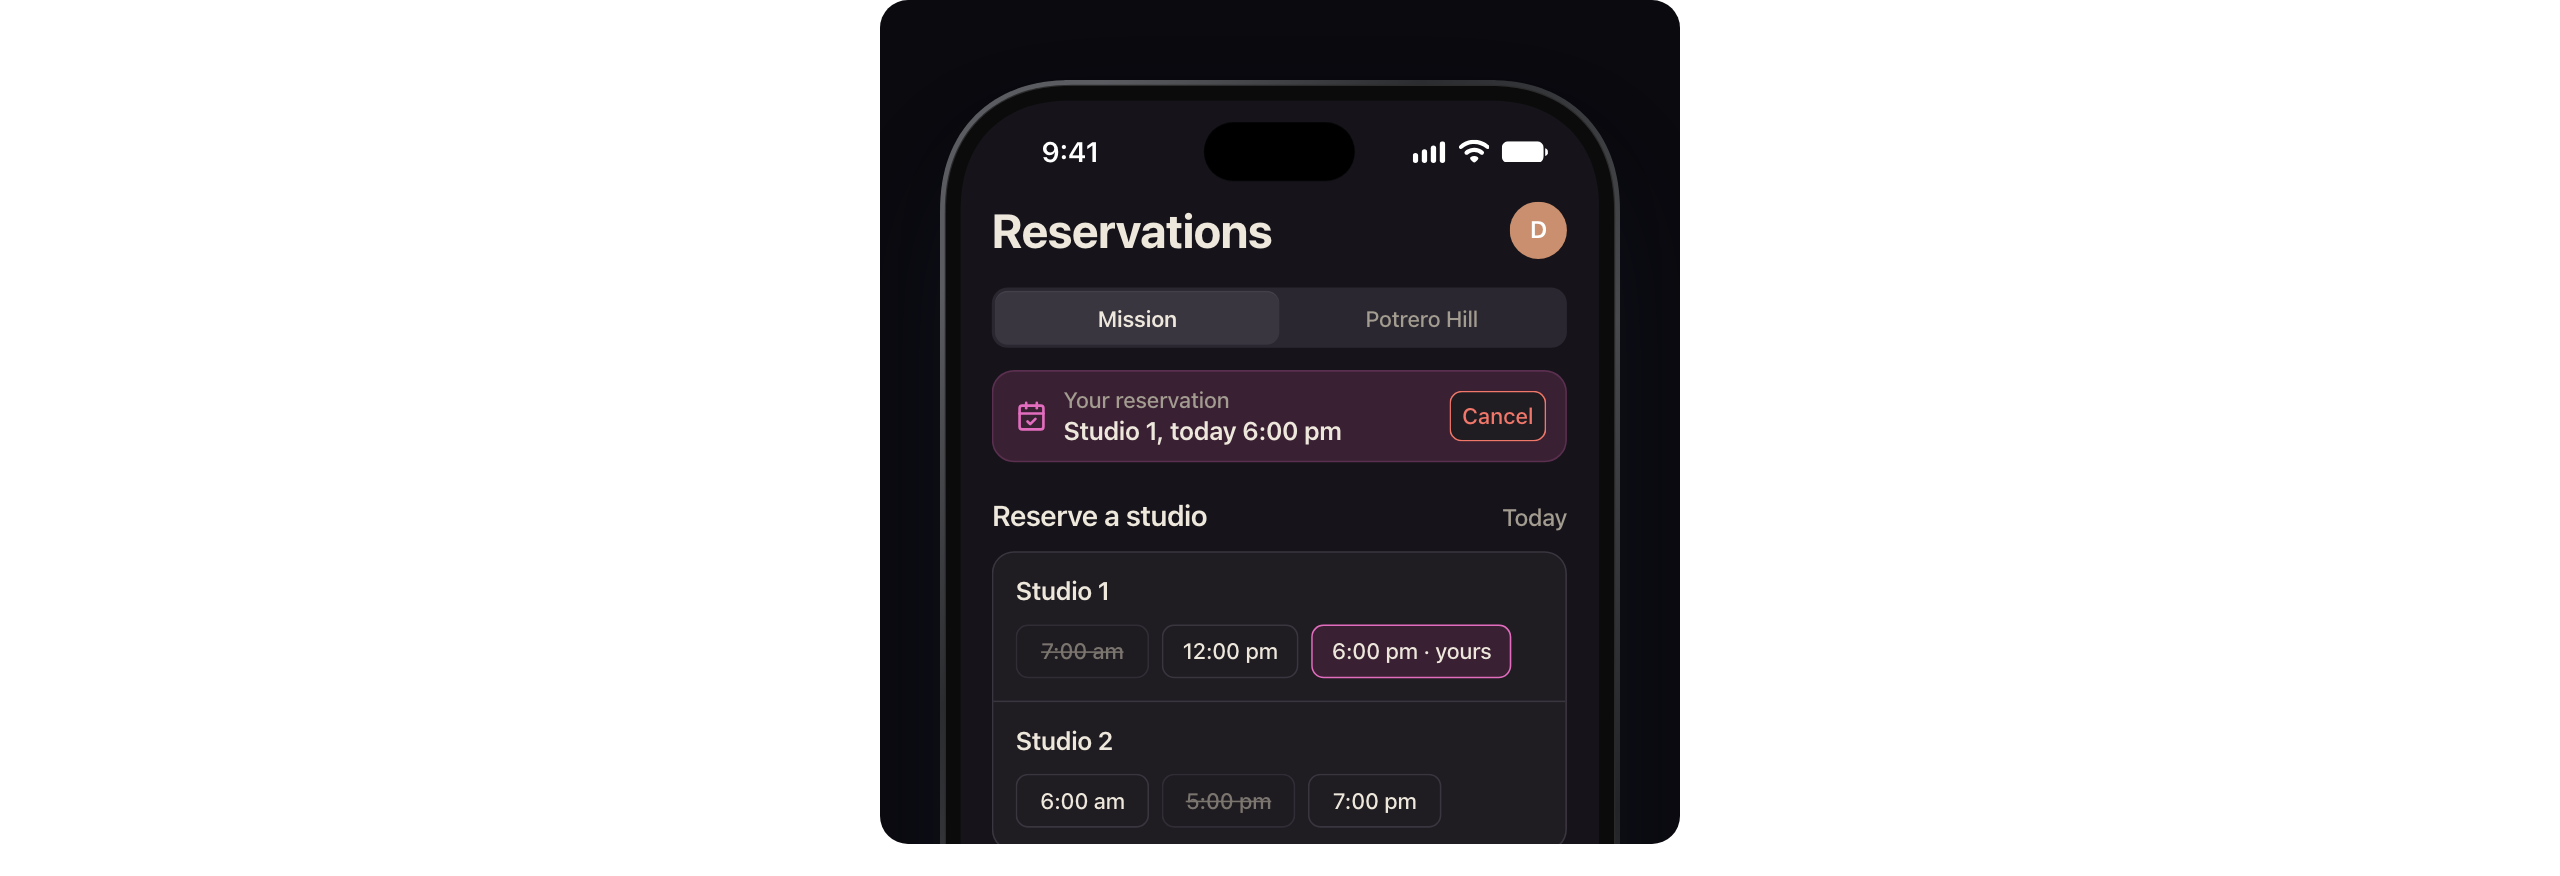 9:41
Reservations
D
Mission
Potrero Hill
Your reservation
Studio 1, today 6:00 pm
Cancel
Reserve a studio
Today
Studio 1
7:00 am
12:00 pm
6:00 pm · yours
Studio 2
6:00 am
5:00 pm
7:00 pm